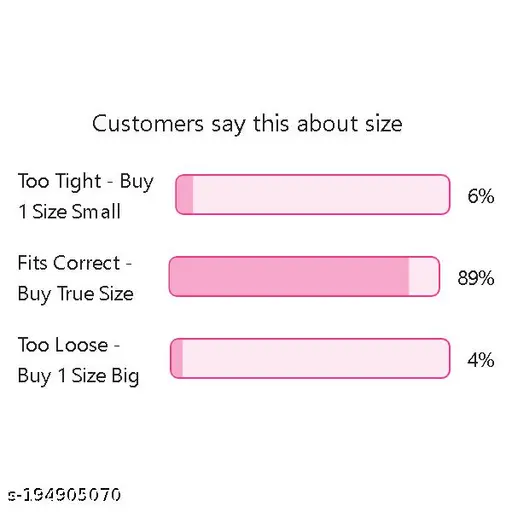 Customers say this about size
Too Tight - Buy
1 Size Small
6%
Fits Correct -
Buy True Size
89%
Too Loose -
Buy 1 Size Big
4%
s-194905070